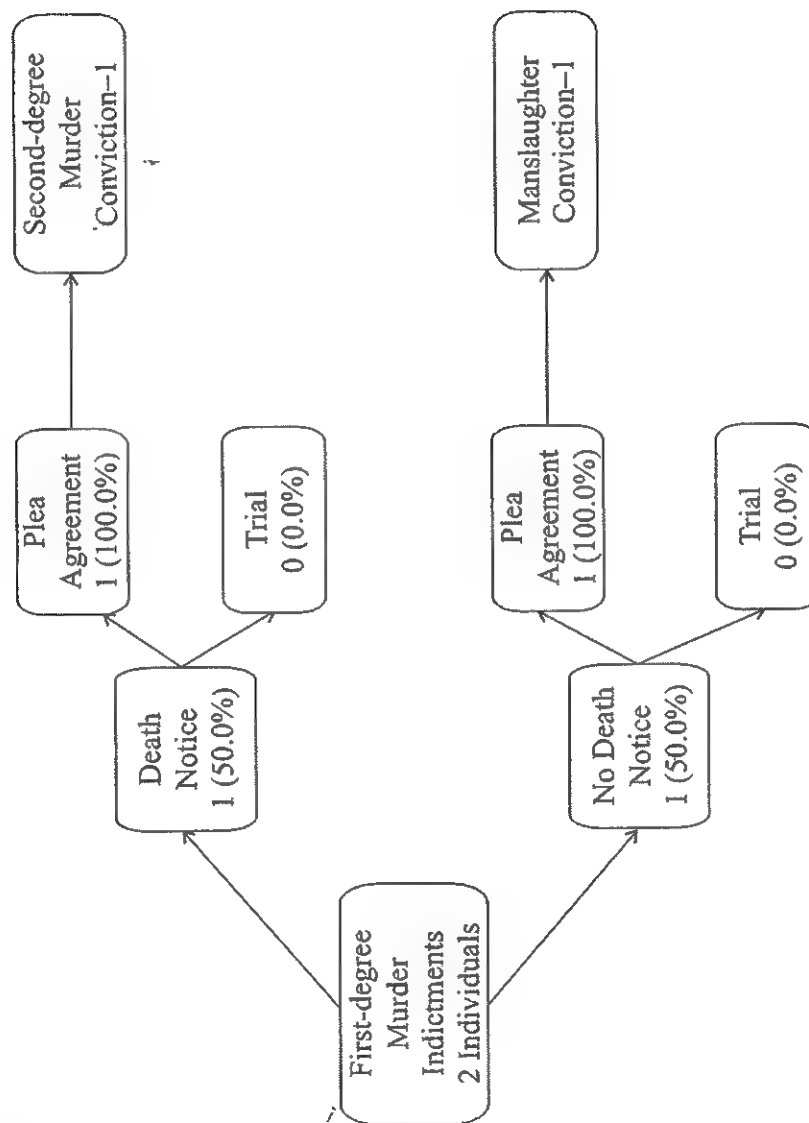 First-degree
Murder
Indictments
2 Individuals
Death
Notice
1 (50.0%)
Plea
Agreement
1 (100.0%)
Second-degree
Murder
Conviction–1
Trial
0 (0.0%)
No Death
Notice
1 (50.0%)
Plea
Agreement
1 (100.0%)
Manslaughter
Conviction–1
Trial
0 (0.0%)